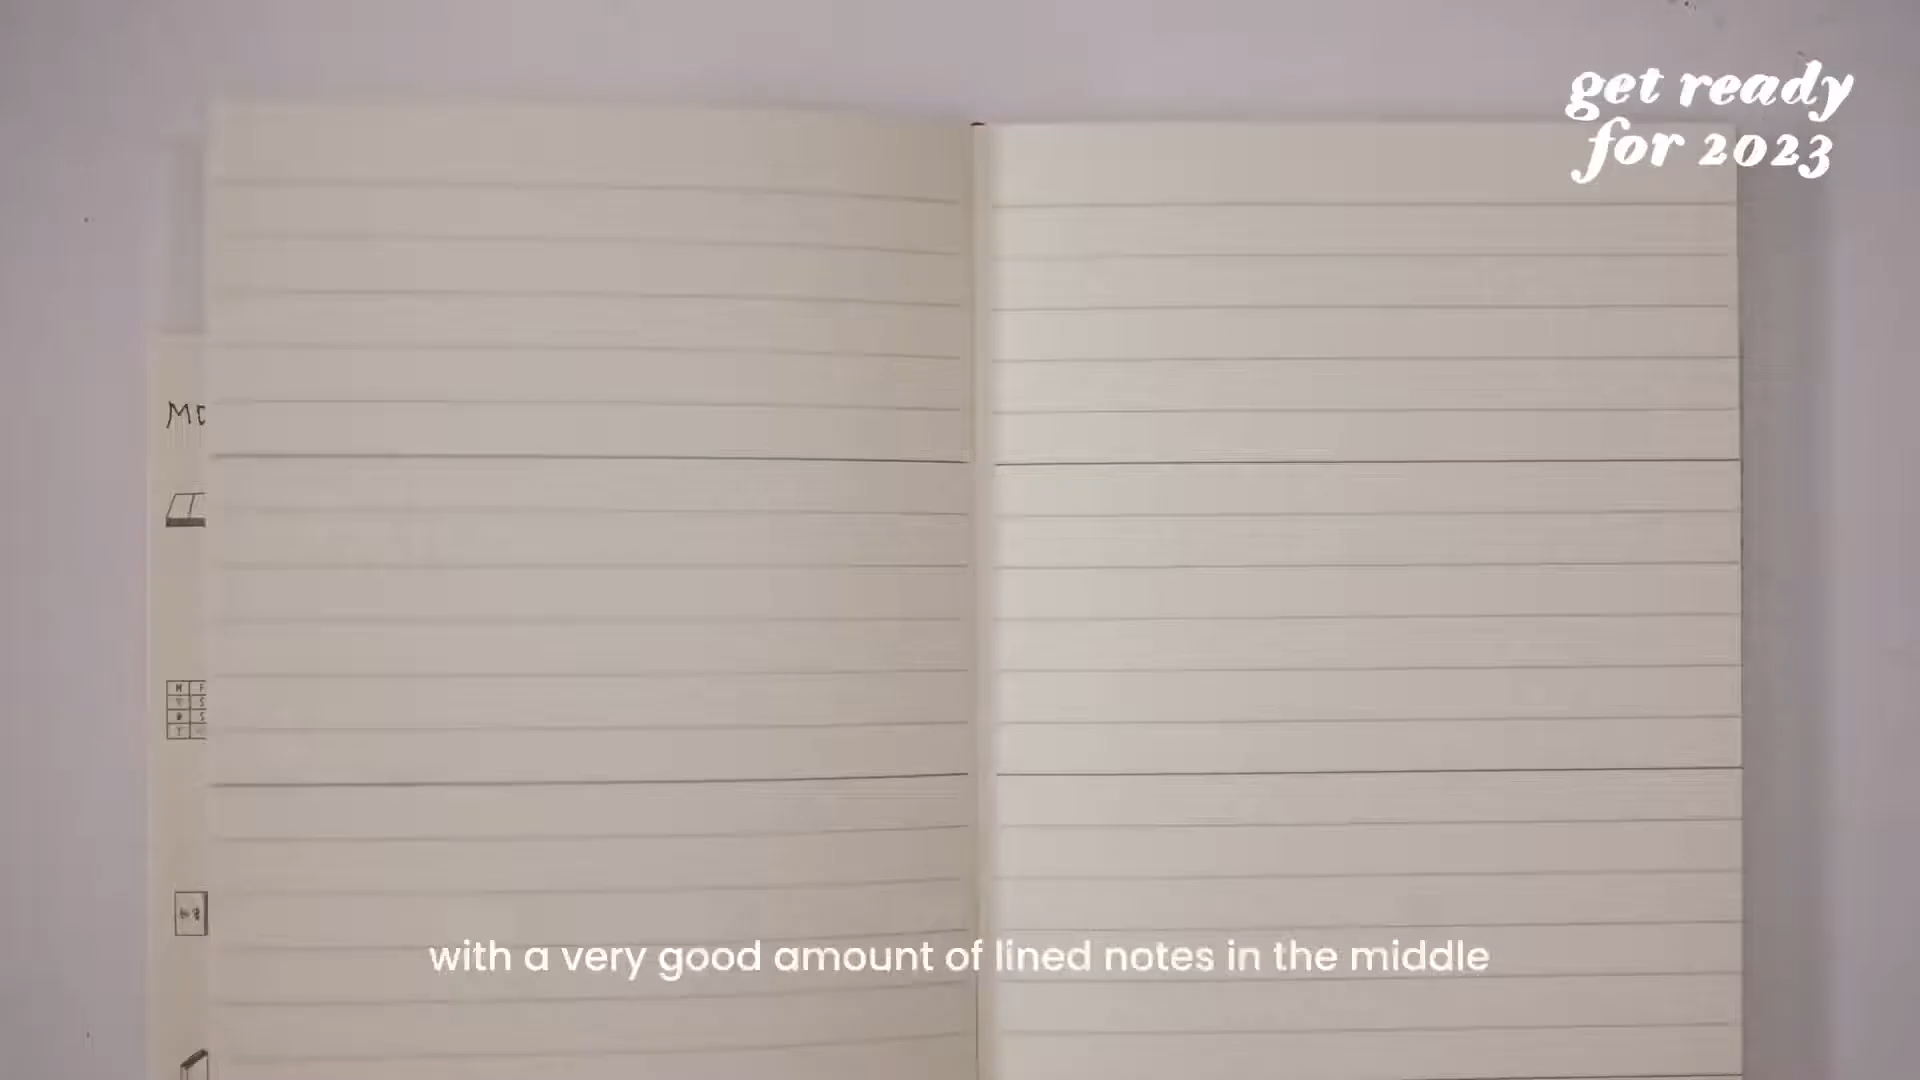 get ready
for 2023
M
M F
T S
S
T
with a very good amount of lined notes in the middle